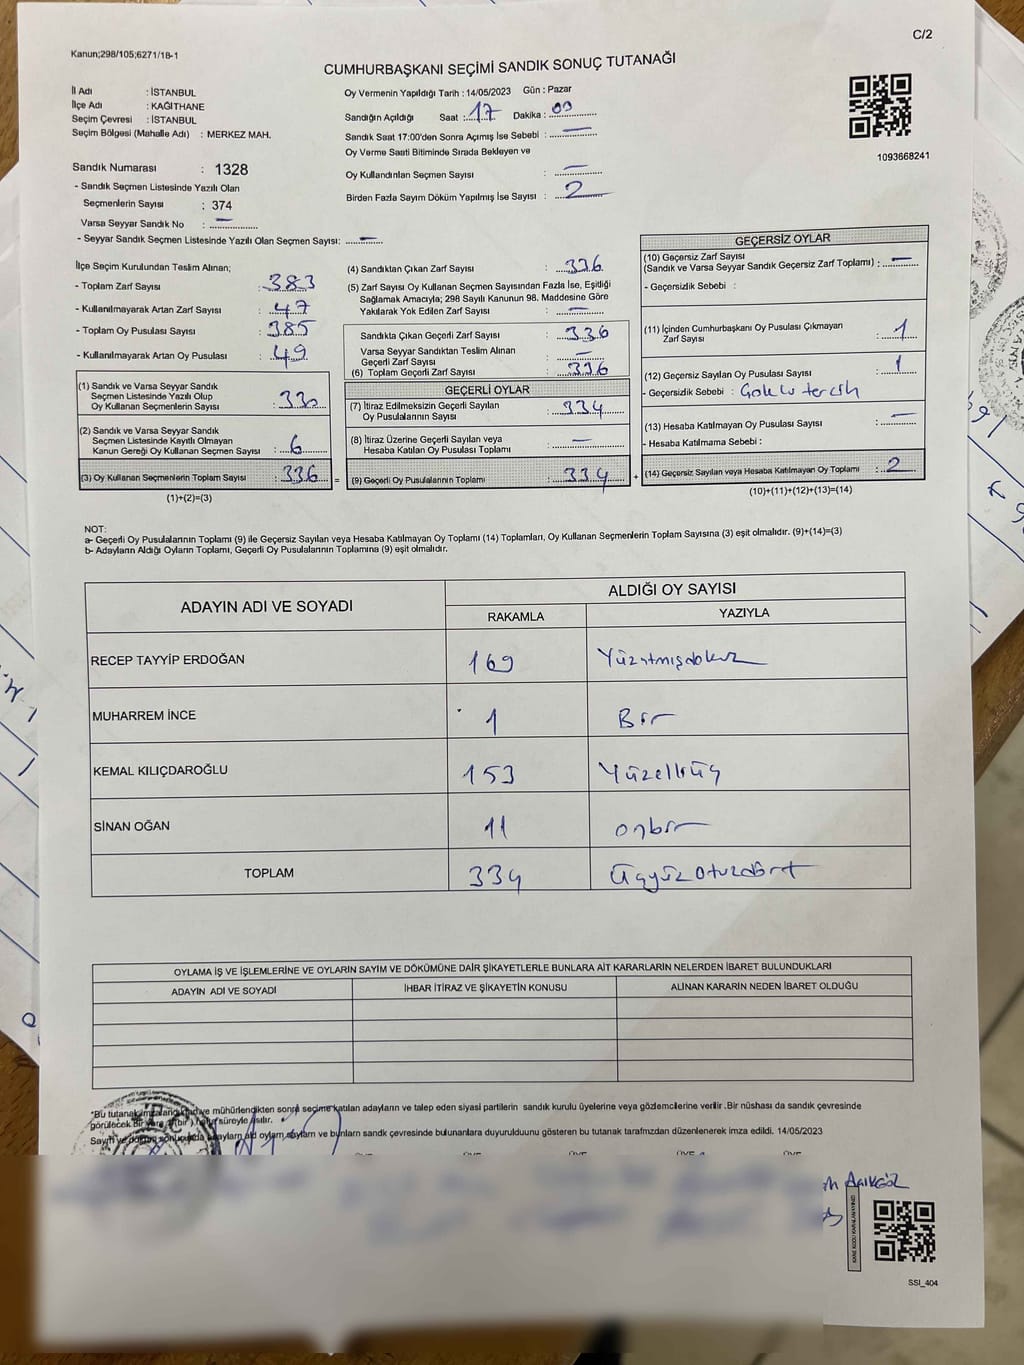 C/2
Kanun;298/105;6271/18-1
CUMHURBAŞKANI SEÇİMİ SANDIK SONUÇ TUTANAĞI
İl Adı : İSTANBUL
İlçe Adı : KAĞITHANE
Seçim Çevresi : İSTANBUL
Seçim Bölgesi (Mahalle Adı) : MERKEZ MAH.
Sandık Numarası : 1328
- Sandık Seçmen Listesinde Yazılı Olan
Seçmenlerin Sayısı : 374
Varsa Seyyar Sandık No : —
- Seyyar Sandık Seçmen Listesinde Yazılı Olan Seçmen Sayısı: —
Oy Vermenin Yapıldığı Tarih : 14/05/2023 Gün : Pazar
Sandığın Açıldığı Saat : 17 Dakika : 09
Sandık Saat 17:00'den Sonra Açımış İse Sebebi : —
Oy Verme Saati Bitiminde Sırada Bekleyen ve
Oy Kullandırılan Seçmen Sayısı : —
Birden Fazla Sayım Döküm Yapılmış İse Sayısı : 2
1093668241
İlçe Seçim Kurulundan Teslim Alınan;
- Toplam Zarf Sayısı : 383
- Kullanılmayarak Artan Zarf Sayısı : 47
- Toplam Oy Pusulası Sayısı : 385
- Kullanılmayarak Artan Oy Pusulası : 49
(1) Sandık ve Varsa Seyyar Sandık
Seçmen Listesinde Yazılı Olup
Oy Kullanan Seçmenlerin Sayısı : 330
(2) Sandık ve Varsa Seyyar Sandık
Seçmen Listesinde Kayıtlı Olmayan
Kanun Gereği Oy Kullanan Seçmen Sayısı : 6
(3) Oy Kullanan Seçmenlerin Toplam Sayısı : 336
(1)+(2)=(3)
=
(4) Sandıktan Çıkan Zarf Sayısı : 336
(5) Zarf Sayısı Oy Kullanan Seçmen Sayısından Fazla İse, Eşitliği
Sağlamak Amacıyla; 298 Sayılı Kanunun 98. Maddesine Göre
Yakılarak Yok Edilen Zarf Sayısı : —
Sandıkta Çıkan Geçerli Zarf Sayısı : 336
Varsa Seyyar Sandıktan Teslim Alınan
Geçerli Zarf Sayısı : —
(6) Toplam Geçerli Zarf Sayısı : 336
GEÇERLİ OYLAR
(7) İtiraz Edilmeksizin Geçerli Sayılan
Oy Pusulalarının Sayısı : 334
(8) İtiraz Üzerine Geçerli Sayılan veya
Hesaba Katılan Oy Pusulası Toplamı : —
(9) Geçerli Oy Pusulalarının Toplamı : 334
+
GEÇERSİZ OYLAR
(10) Geçersiz Zarf Sayısı
(Sandık ve Varsa Seyyar Sandık Geçersiz Zarf Toplamı) : —
- Geçersizlik Sebebi :
(11) İçinden Cumhurbaşkanı Oy Pusulası Çıkmayan
Zarf Sayısı : 1
(12) Geçersiz Sayılan Oy Pusulası Sayısı : 1
- Geçersizlik Sebebi : Çoklu tercih
(13) Hesaba Katılmayan Oy Pusulası Sayısı : —
- Hesaba Katılmama Sebebi :
(14) Geçersiz Sayılan veya Hesaba Katılmayan Oy Toplamı : 2
(10)+(11)+(12)+(13)=(14)
NOT:
a- Geçerli Oy Pusulalarının Toplamı (9) ile Geçersiz Sayılan veya Hesaba Katılmayan Oy Toplamı (14) Toplamları, Oy Kullanan Seçmenlerin Toplam Sayısına (3) eşit olmalıdır. (9)+(14)=(3)
b- Adayların Aldığı Oyların Toplamı, Geçerli Oy Pusulalarının Toplamına (9) eşit olmalıdır.
ADAYIN ADI VE SOYADI
ALDIĞI OY SAYISI
RAKAMLA YAZIYLA
RECEP TAYYİP ERDOĞAN 169 Yüzatmışdokuz
MUHARREM İNCE 1 Bir
KEMAL KILIÇDAROĞLU 153 Yüzelliüç
SİNAN OĞAN 11 onbir
TOPLAM 334 Üçyüzotuzdört
OYLAMA İŞ VE İŞLEMLERİNE VE OYLARIN SAYIM VE DÖKÜMÜNE DAİR ŞİKAYETLERLE BUNLARA AİT KARARLARIN NELERDEN İBARET BULUNDUKLARI
ADAYIN ADI VE SOYADI İHBAR İTİRAZ VE ŞİKAYETİN KONUSU ALINAN KARARIN NEDEN İBARET OLDUĞU
"Bu tutanak mühürlendikten sonra seçime katılan adayların ve talep eden siyasi partilerin sandık kurulu üyelerine veya gözlemcilerine verilir.Bir nüshası da sandık çevresinde
görülecek Bir yere süreyle asılır.
Sayım ve döküm sonucunda adayların oyların ve bunların sandık çevresinde bulunanlara duyurulduunu gösteren bu tutanak tarafımızdan düzenlenerek imza edildi. 14/05/2023
ÜYE ÜYE ÜYE ÜYE ÜYE
Açıkgöz
SSI_404